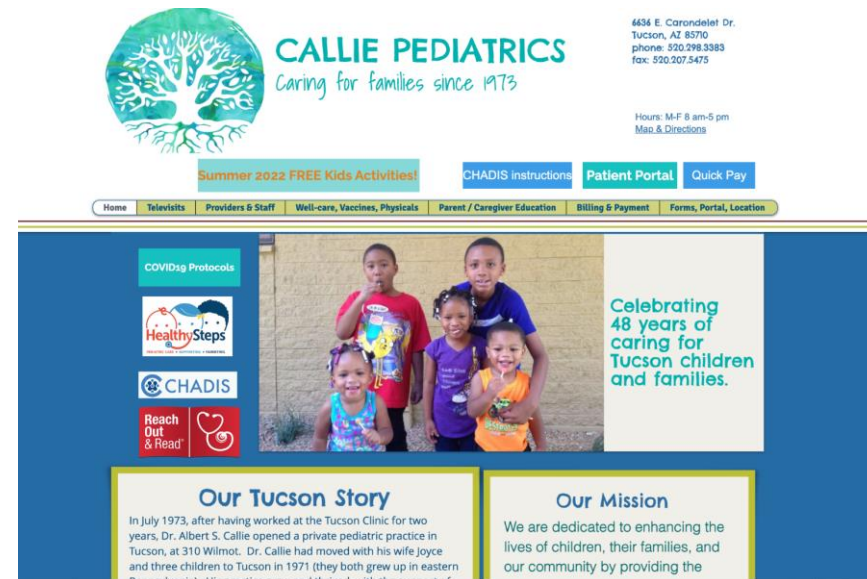 CALLIE PEDIATRICS
Caring for families since 1973
6636 E. Carondelet Dr.
Tucson, AZ 85710
phone: 520.298.3383
fax: 520.207.5475
Hours: M-F 8 am-5 pm
Map & Directions
Summer 2022 FREE Kids Activities!
CHADIS instructions
Patient Portal
Quick Pay
Home
Televisits
Providers & Staff
Well-care, Vaccines, Physicals
Parent / Caregiver Education
Billing & Payment
Forms, Portal, Location
COVID19 Protocols
HealthySteps
PEDIATRIC CARE • SUPPORTING • PARENTING
CHADIS
Reach
Out
& Read
Celebrating
48 years of
caring for
Tucson children
and families.
Our Tucson Story
In July 1973, after having worked at the Tucson Clinic for two
years, Dr. Albert S. Callie opened a private pediatric practice in
Tucson, at 310 Wilmot. Dr. Callie had moved with his wife Joyce
and three children to Tucson in 1971 (they both grew up in eastern
Our Mission
We are dedicated to enhancing the
lives of children, their families, and
our community by providing the